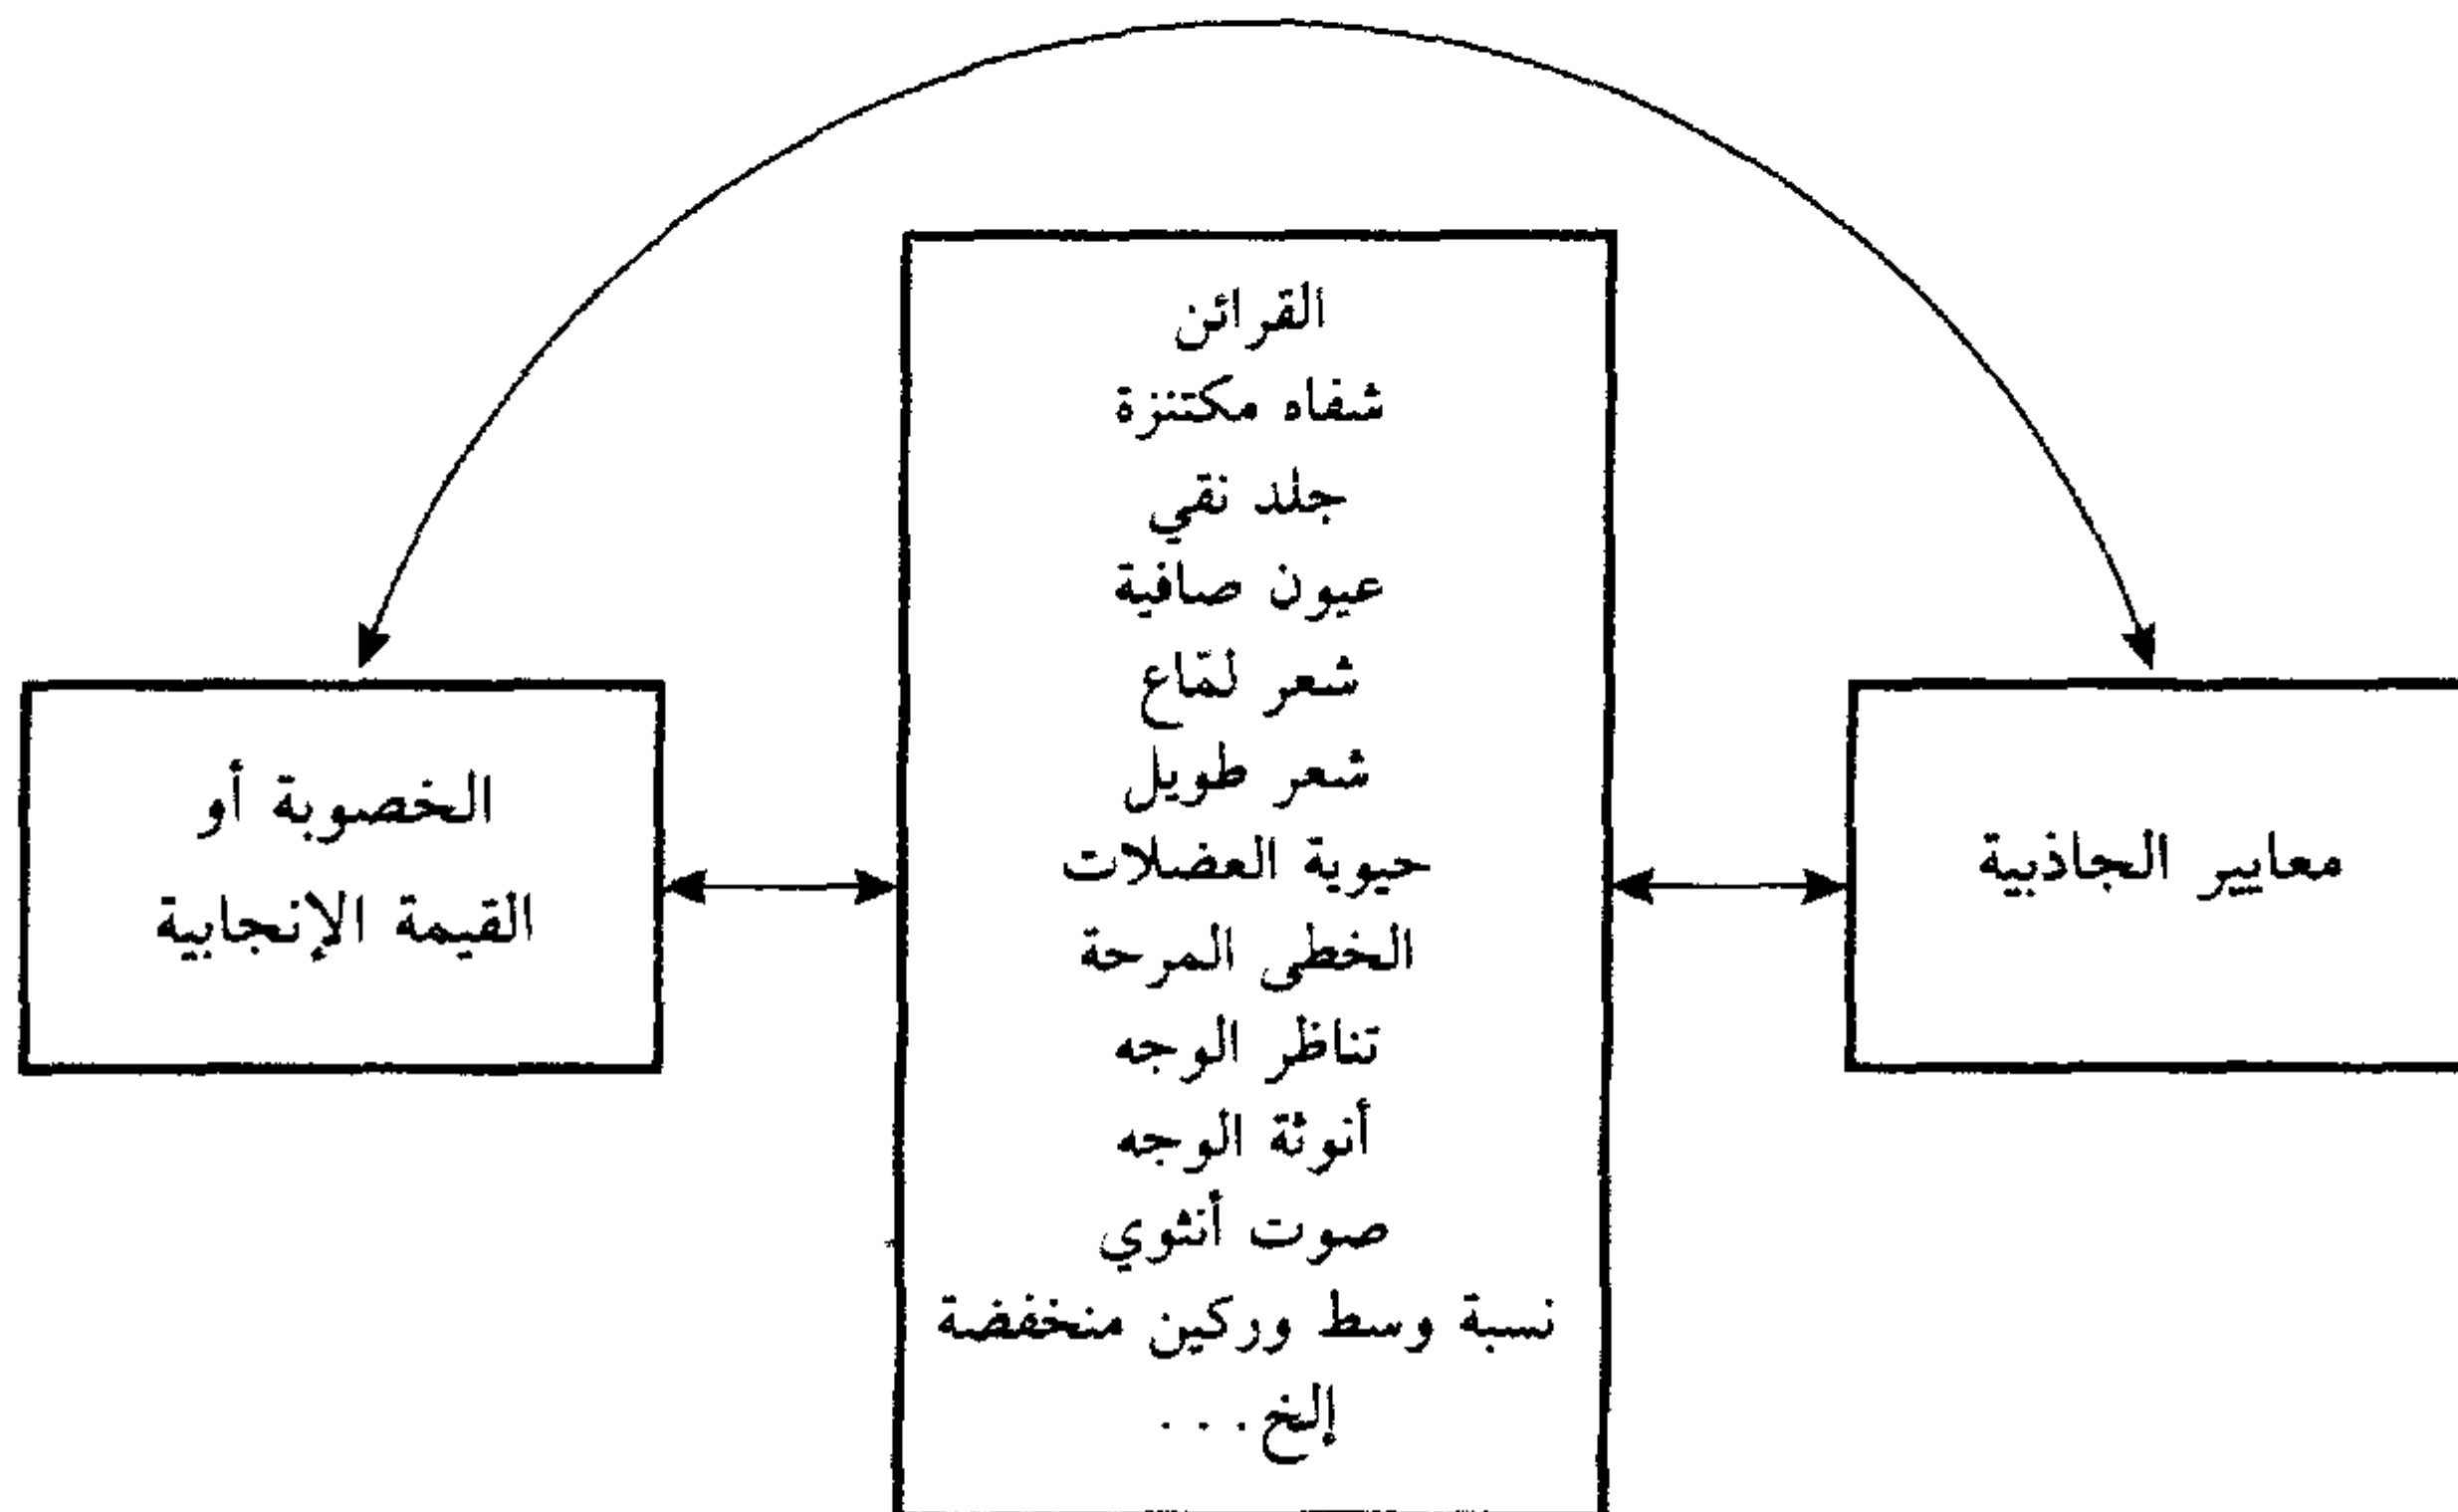 القرائن
شفاه مكتنزة
جلد نقي
عيون صافية
شعر لمّاع
شعر طويل
حيوية العضلات
الخطى المرحة
تناظر الوجه
أنوثة الوجه
صوت أنثوي
نسبة وسط وركين منخفضة
إلخ...
معايير الجاذبية
الخصوبة أو
القيمة الإنجابية